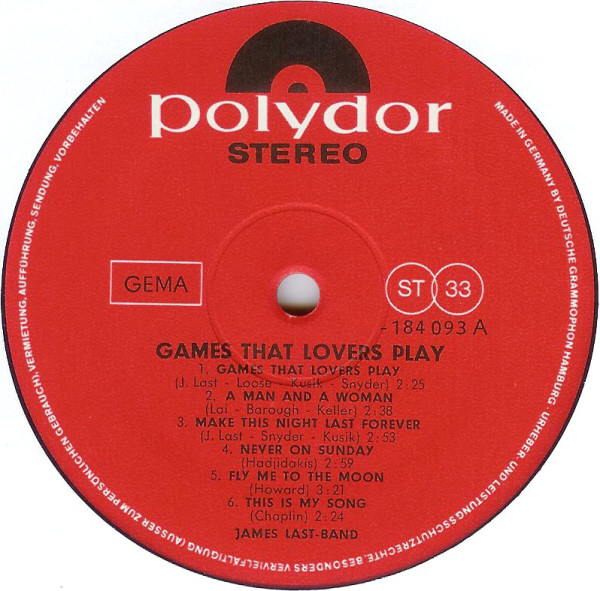 polydor
STEREO
GEMA
ST 33
-184 093 A
GAMES THAT LOVERS PLAY
1. GAMES THAT LOVERS PLAY
(J. Last - Loose - Kusik - Snyder) 2:25
2. A MAN AND A WOMAN
(Lai - Barough - Keller) 2:38
3. MAKE THIS NIGHT LAST FOREVER
(J. Last - Snyder - Kusik) 2:53
4. NEVER ON SUNDAY
(Hadjidakis) 2:59
5. FLY ME TO THE MOON
(Howard) 3:21
6. THIS IS MY SONG
(Chaplin) 2:24
JAMES LAST-BAND
MADE IN GERMANY BY DEUTSCHE GRAMMOPHON HAMBURG · URHEBER- UND LEISTUNGSSCHUTZRECHTE, BESONDERS VERVIELFÄLTIGUNG (AUSSER ZUM PERSÖNLICHEN GEBRAUCH), VERMIETUNG, AUFFÜHRUNG, SENDUNG, VORBEHALTEN